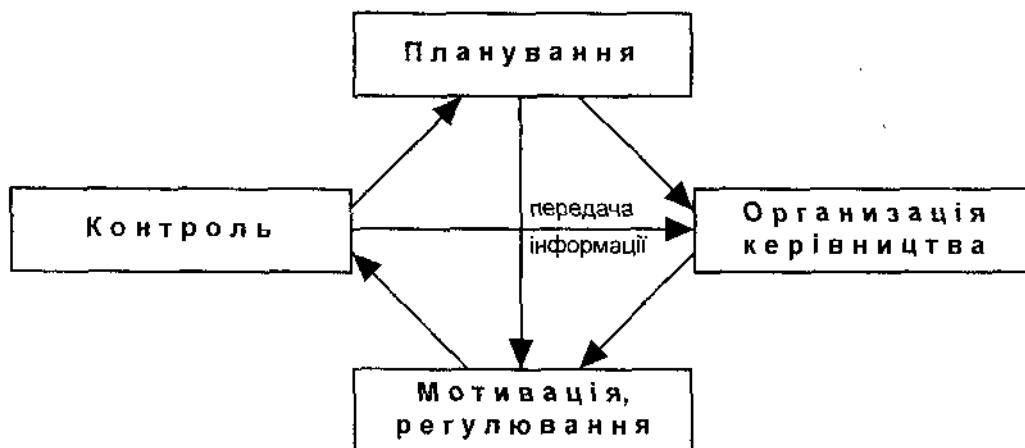 Планування
Контроль
передача
інформації
Организація
керівництва
Мотивація,
регулювання